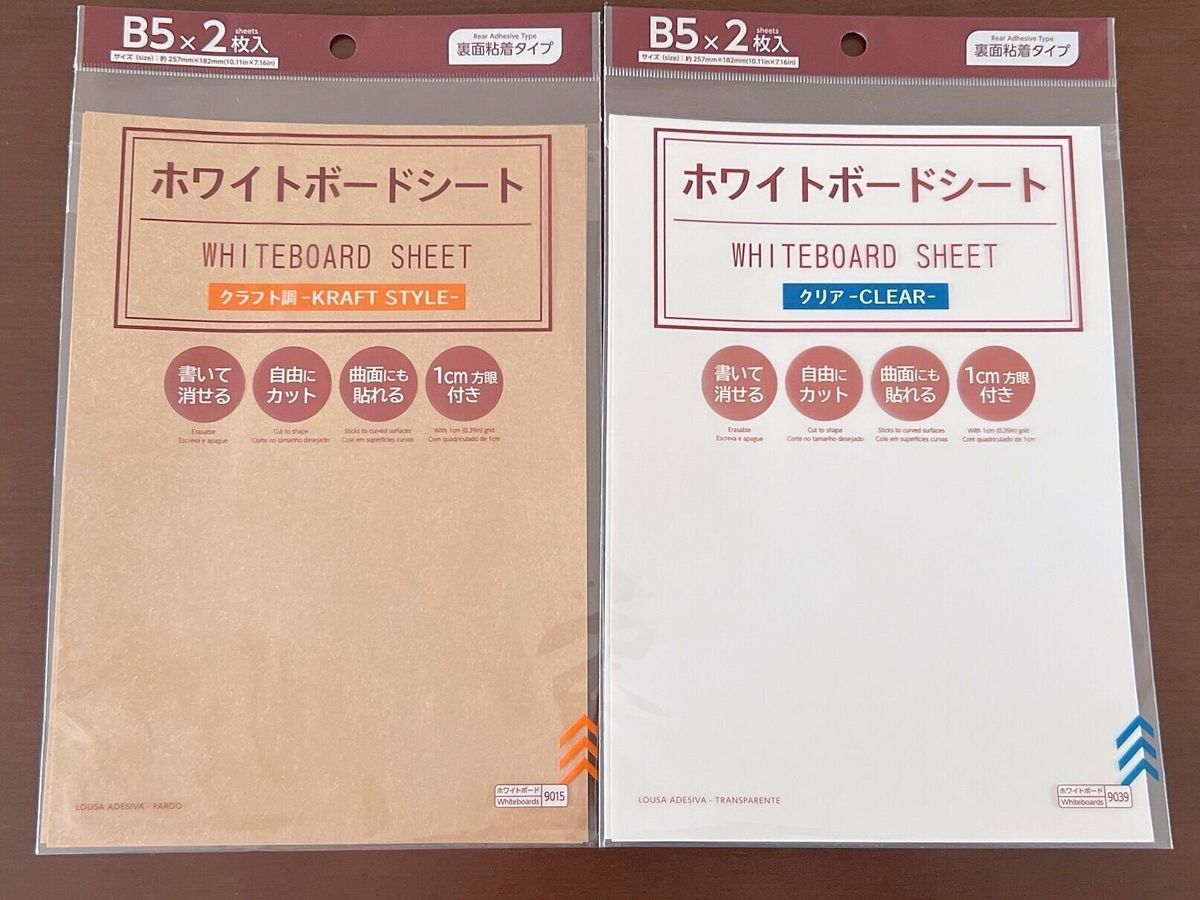 B5×2枚入
sheets
サイズ（size）：約 257mm×182mm(10.11in×7.16in)
Rear Adhesive Type
裏面粘着タイプ
ホワイトボードシート
WHITEBOARD SHEET
クラフト調 -KRAFT STYLE-
書いて
消せる
Erasable
Escreva e apague
自由に
カット
Cut to shape
Corte no tamanho desejado
曲面にも
貼れる
Sticks to curved surfaces
Cole em superfícies curvas
1cm 方眼
付き
With 1cm (0.39in) grid
Com quadriculado de 1cm
LOUSA ADESIVA - PARDO
ホワイトボード
Whiteboards
9015
B5×2枚入
sheets
サイズ（size）：約 257mm×182mm(10.11in×7.16in)
Rear Adhesive Type
裏面粘着タイプ
ホワイトボードシート
WHITEBOARD SHEET
クリア -CLEAR-
書いて
消せる
Erasable
Escreva e apague
自由に
カット
Cut to shape
Corte no tamanho desejado
曲面にも
貼れる
Sticks to curved surfaces
Cole em superfícies curvas
1cm 方眼
付き
With 1cm (0.39in) grid
Com quadriculado de 1cm
LOUSA ADESIVA - TRANSPARENTE
ホワイトボード
Whiteboards
9039